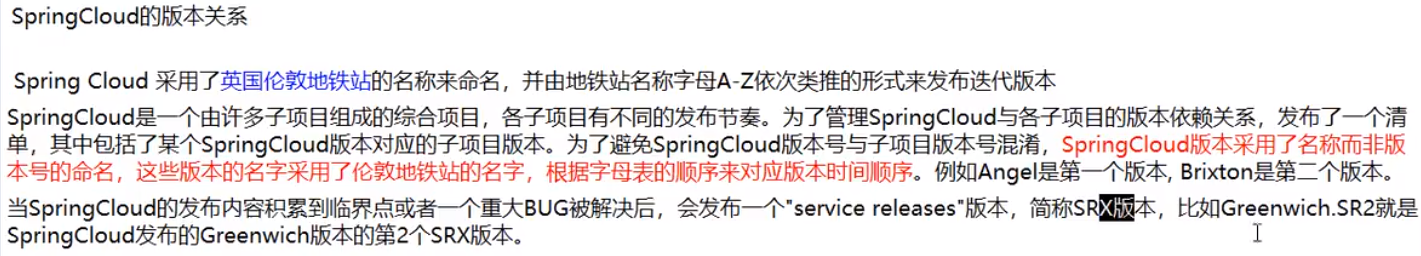 SpringCloud的版本关系
Spring Cloud 采用了英国伦敦地铁站的名称来命名，并由地铁站名称字母A-Z依次类推的形式来发布迭代版本
SpringCloud是一个由许多子项目组成的综合项目，各子项目有不同的发布节奏。为了管理SpringCloud与各子项目的版本依赖关系，发布了一个清
单，其中包括了某个SpringCloud版本对应的子项目版本。为了避免SpringCloud版本号与子项目版本号混淆，SpringCloud版本采用了名称而非版
本号的命名，这些版本的名字采用了伦敦地铁站的名字，根据字母表的顺序来对应版本时间顺序。例如Angel是第一个版本, Brixton是第二个版本。
当SpringCloud的发布内容积累到临界点或者一个重大BUG被解决后，会发布一个"service releases"版本，简称SRX版本，比如Greenwich.SR2就是
SpringCloud发布的Greenwich版本的第2个SRX版本。